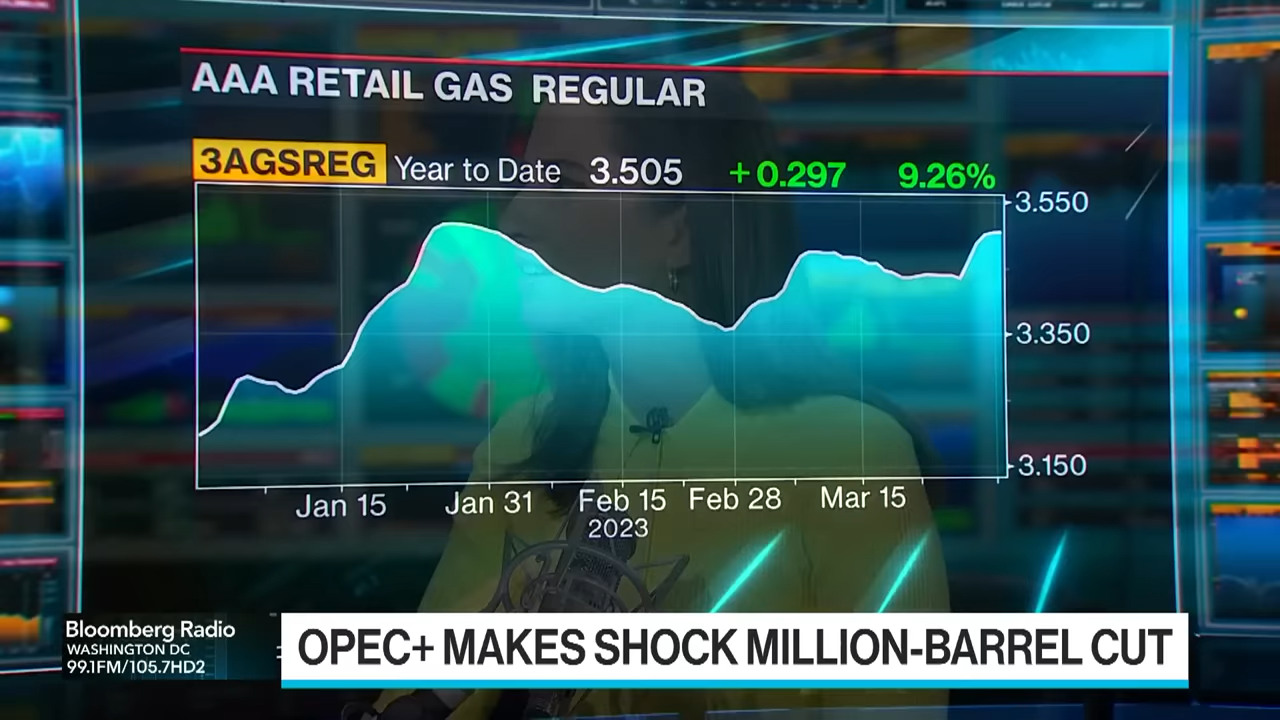 AAA RETAIL GAS REGULAR
3AGSREG Year to Date 3.505 +0.297 9.26%
3.550
3.350
3.150
Jan 15 Jan 31 Feb 15 Feb 28 Mar 15
2023
Bloomberg Radio
WASHINGTON DC
99.1FM/105.7HD2
OPEC+ MAKES SHOCK MILLION-BARREL CUT